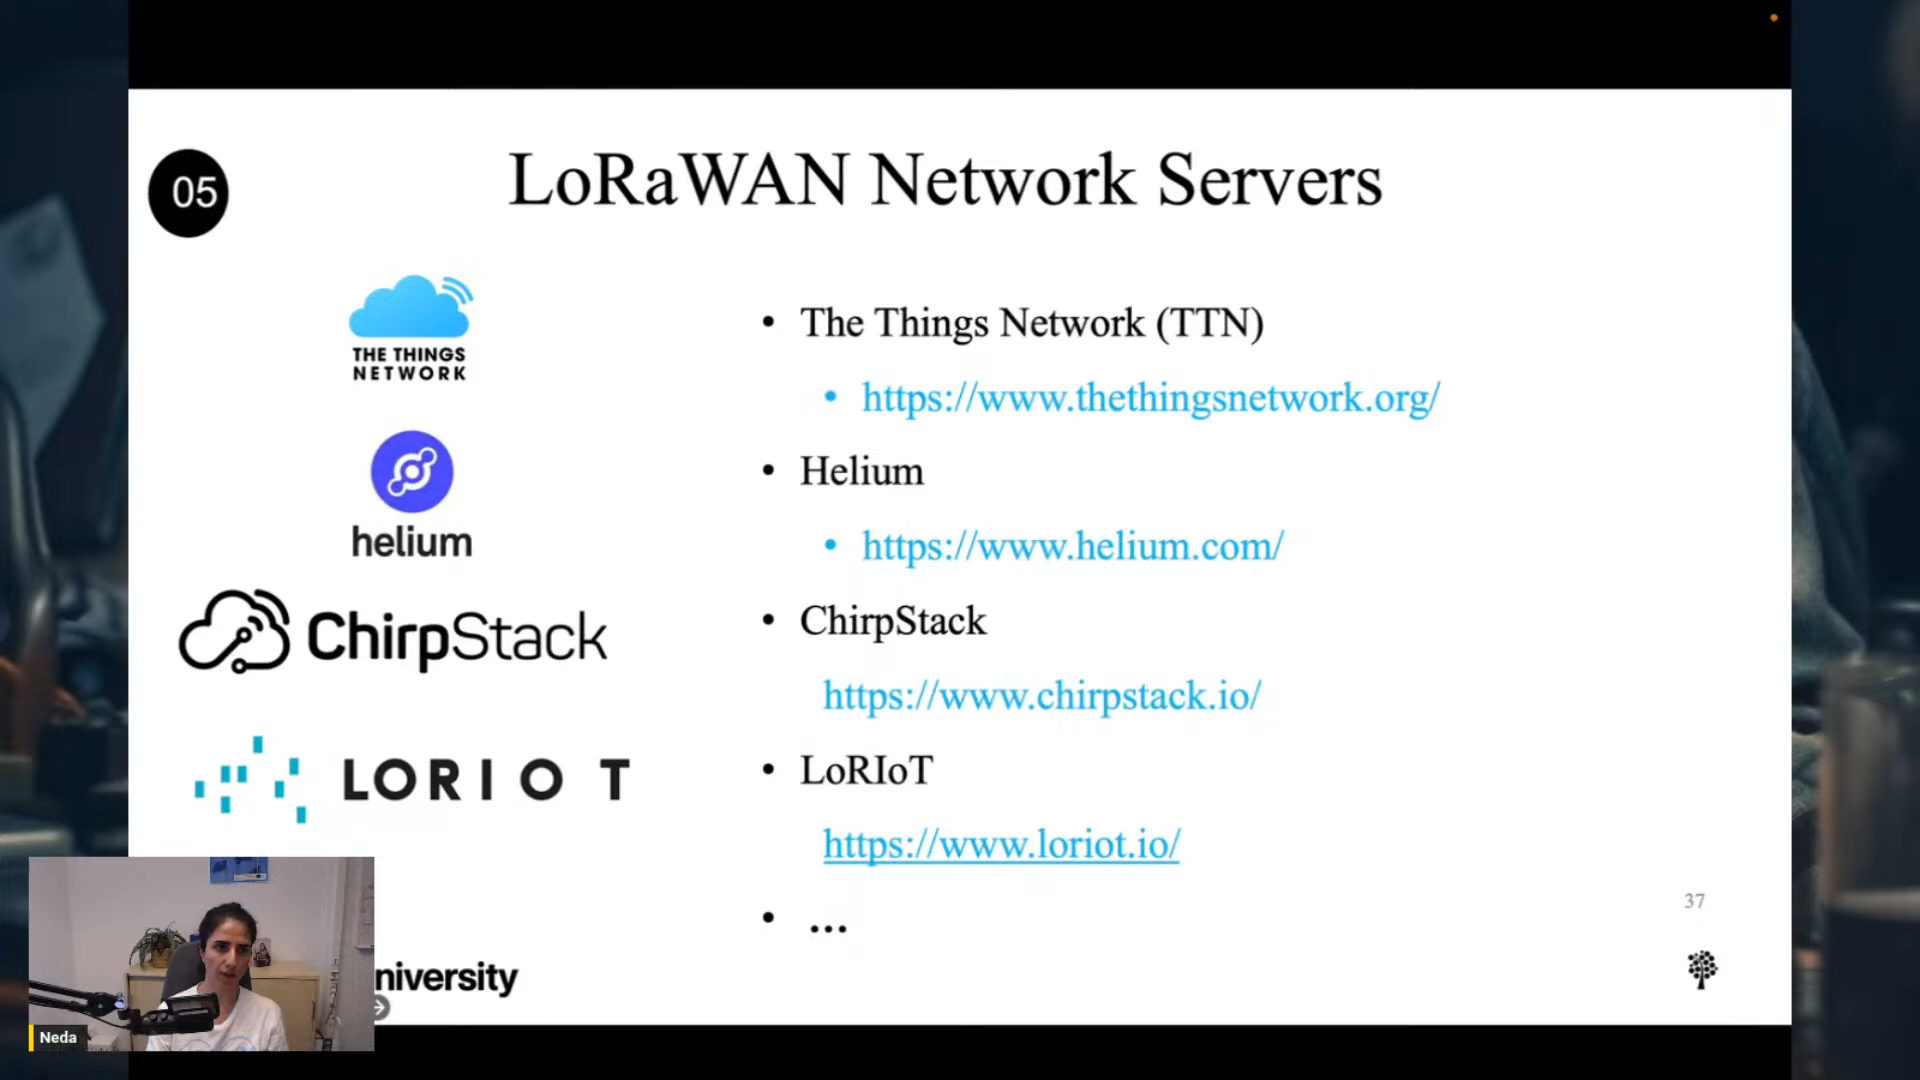 05
LoRaWAN Network Servers
THE THINGS
NETWORK
• The Things Network (TTN)
• https://www.thethingsnetwork.org/
helium
• Helium
• https://www.helium.com/
ChirpStack
• ChirpStack
https://www.chirpstack.io/
LORIOT
• LoRIoT
https://www.loriot.io/
• ...
37
niversity
Neda